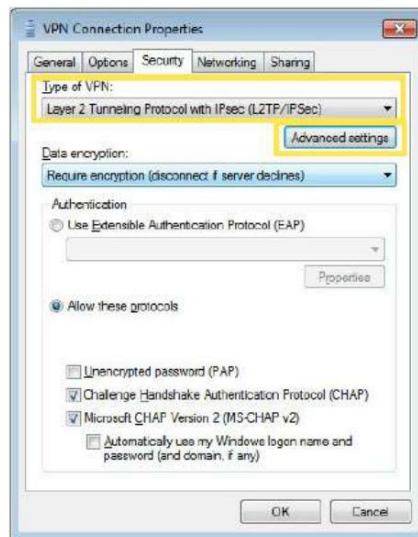 VPN Connection Properties
General Options Security Networking Sharing
Type of VPN:
Layer 2 Tunneling Protocol with IPsec (L2TP/IPSec)
Advanced settings
Data encryption:
Require encryption (disconnect if server declines)
Authentication
Use Extensible Authentication Protocol (EAP)
Properties
Allow these protocols
Unencrypted password (PAP)
Challenge Handshake Authentication Protocol (CHAP)
Microsoft CHAP Version 2 (MS-CHAP v2)
Automatically use my Windows logon name and
password (and domain, if any)
OK Cancel